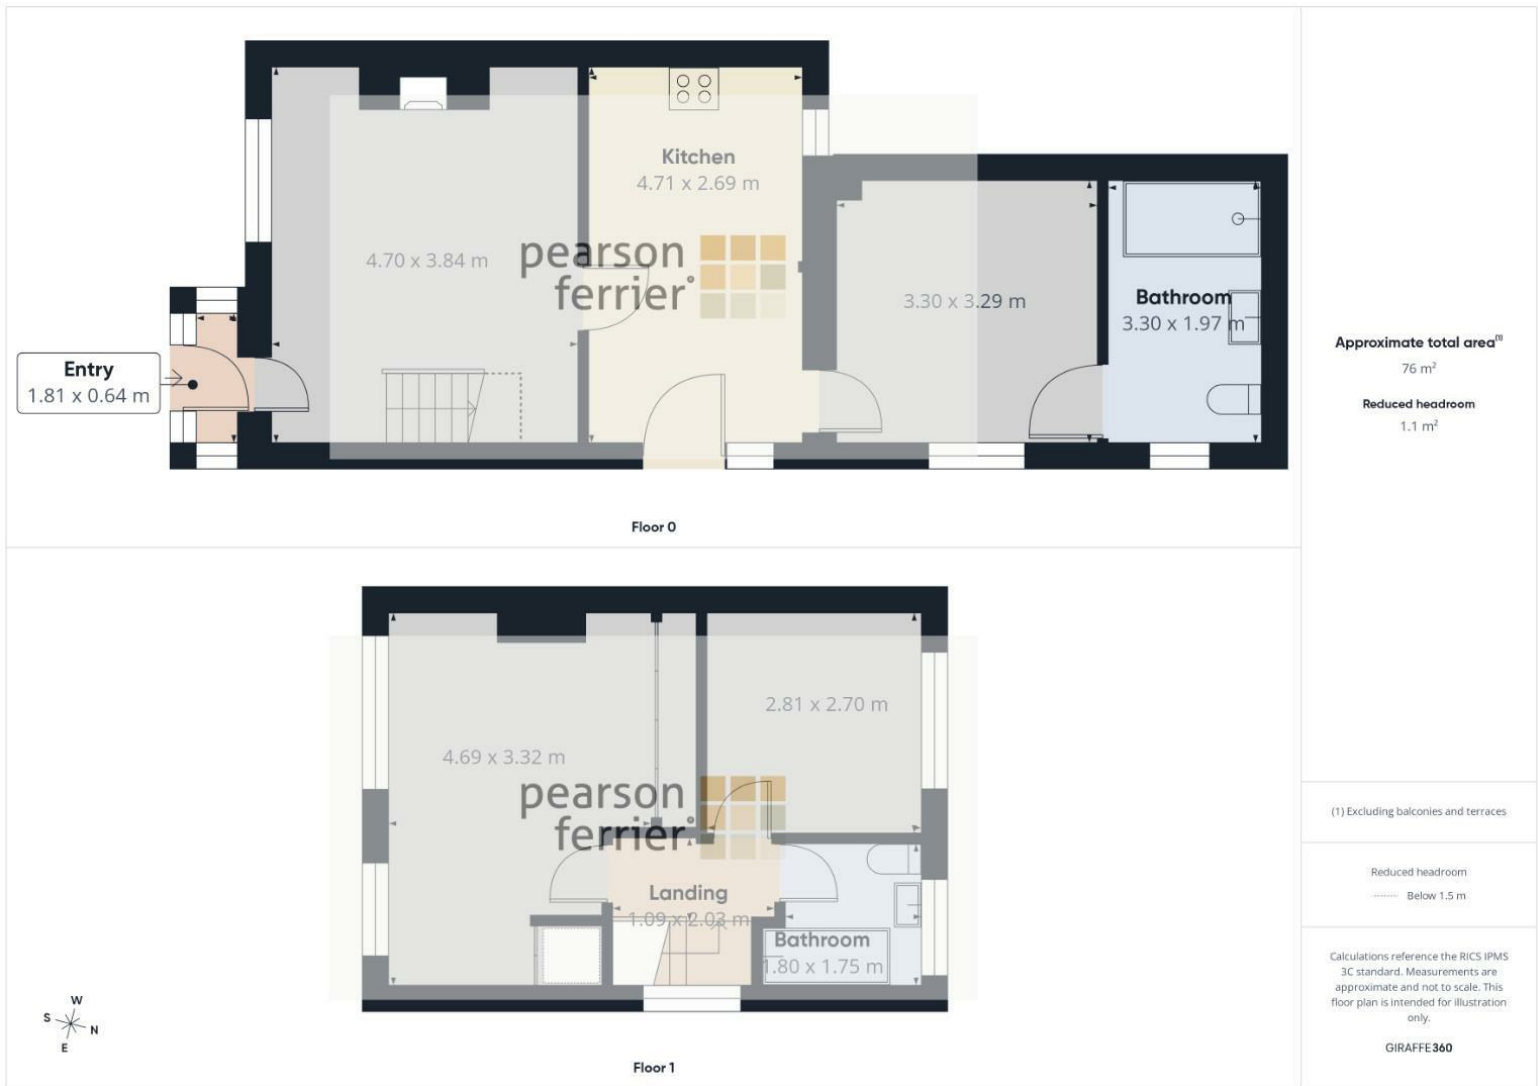 Kitchen
4.71 x 2.69 m
4.70 x 3.84 m
pearson
ferrier
3.30 x 3.29 m
Bathroom
3.30 x 1.97 m
Entry
1.81 x 0.64 m
Floor 0
2.81 x 2.70 m
4.69 x 3.32 m
pearson
ferrier
Landing
1.09 x 2.03 m
Bathroom
1.80 x 1.75 m
W
S
N
E
Floor 1
Approximate total area(1)
76 m²
Reduced headroom
1.1 m²
(1) Excluding balconies and terraces
Reduced headroom
Below 1.5 m
Calculations reference the RICS IPMS
3C standard. Measurements are
approximate and not to scale. This
floor plan is intended for illustration
only.
GIRAFFE360